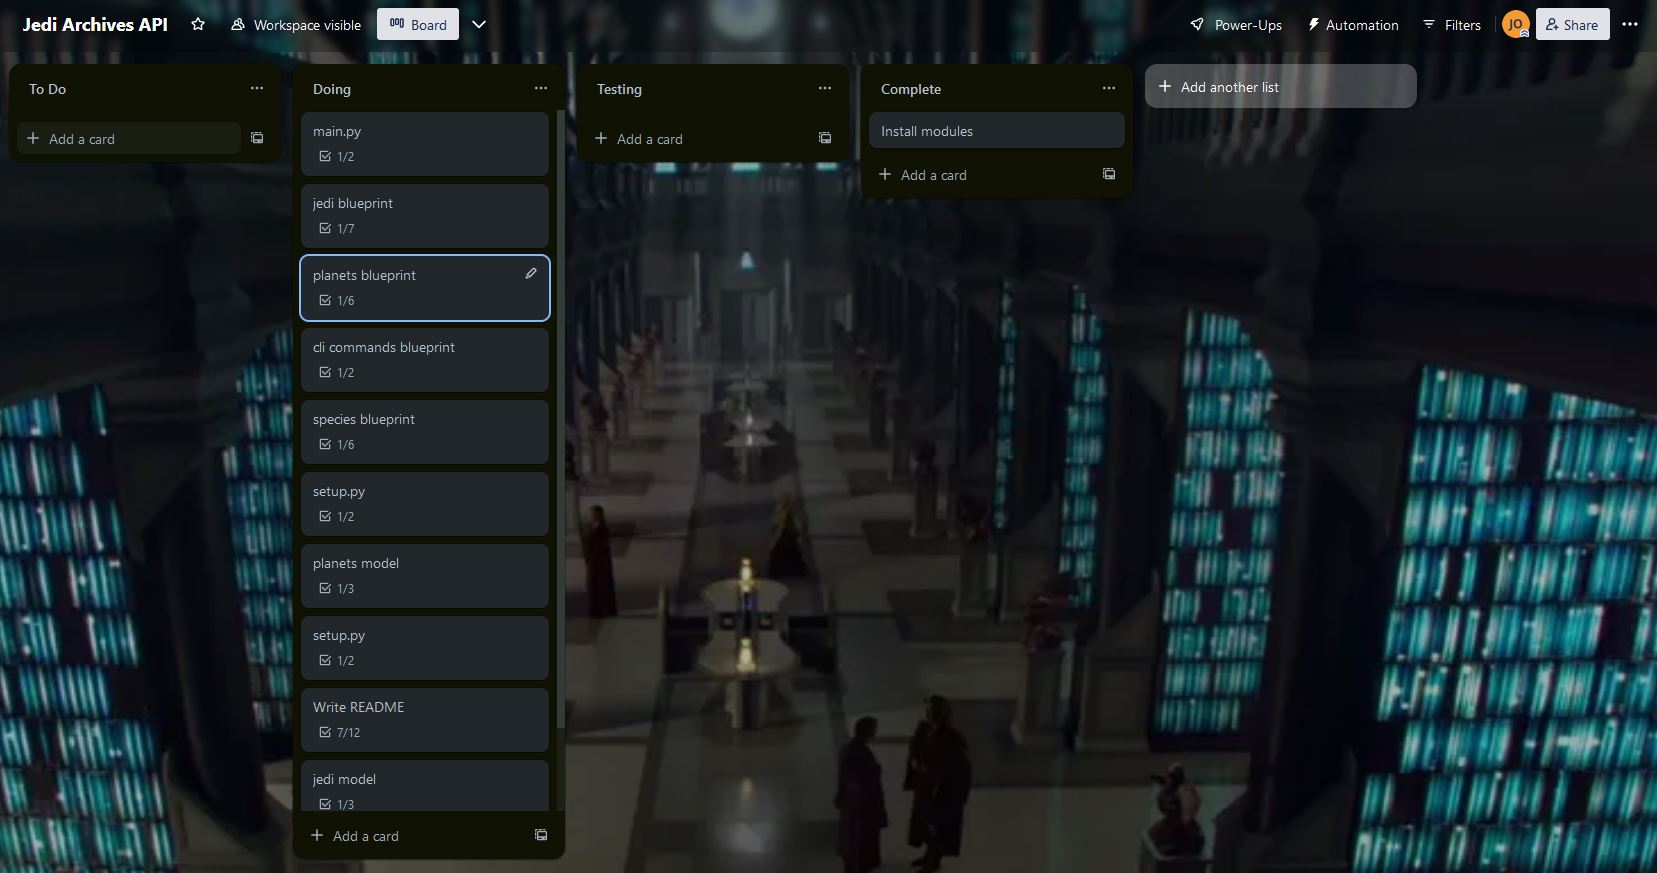 Jedi Archives API
Workspace visible
Board
Power-Ups
Automation
Filters
JO
Share
To Do
Add a card
Doing
main.py
1/2
jedi blueprint
1/7
planets blueprint
1/6
cli commands blueprint
1/2
species blueprint
1/6
setup.py
1/2
planets model
1/3
setup.py
1/2
Write README
7/12
jedi model
1/3
Add a card
Testing
Add a card
Complete
Install modules
Add a card
Add another list